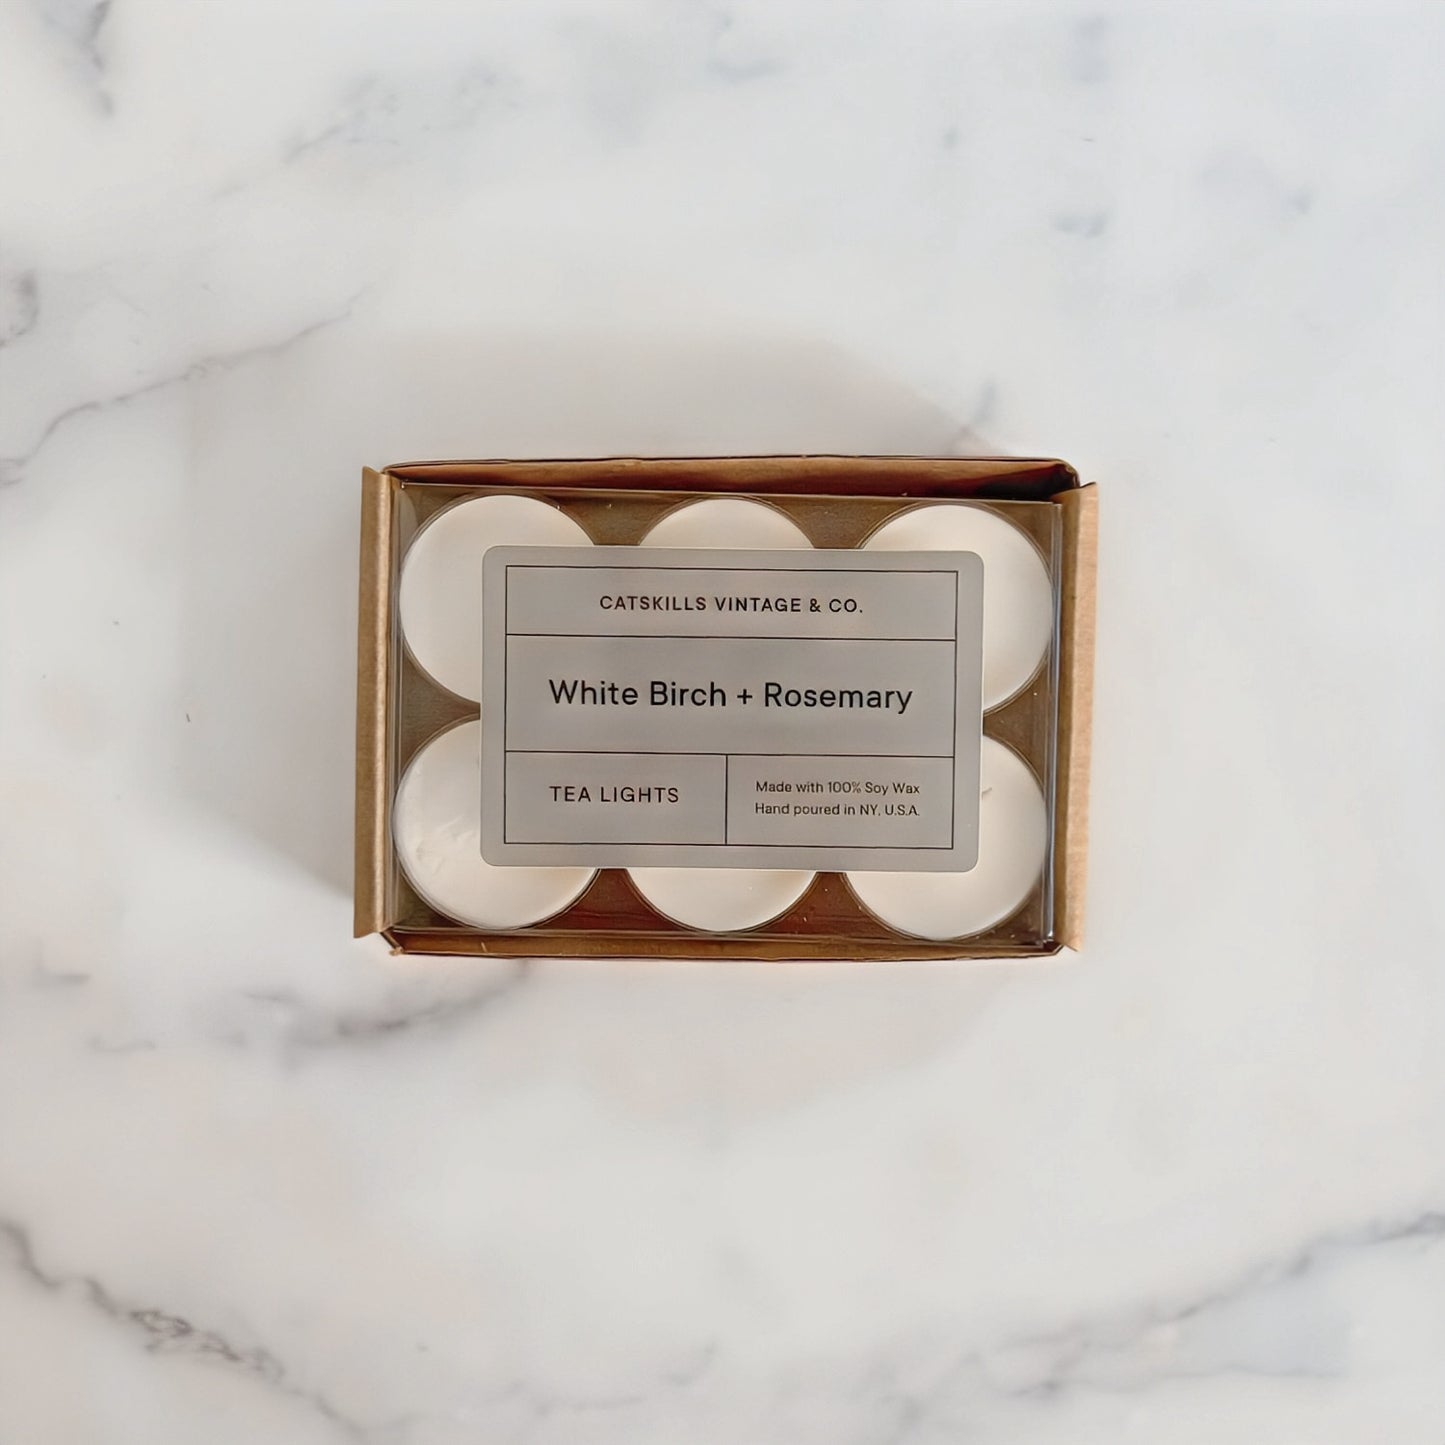 CATSKILLS VINTAGE & CO.
White Birch + Rosemary
TEA LIGHTS
Made with 100% Soy Wax
Hand poured in NY, U.S.A.